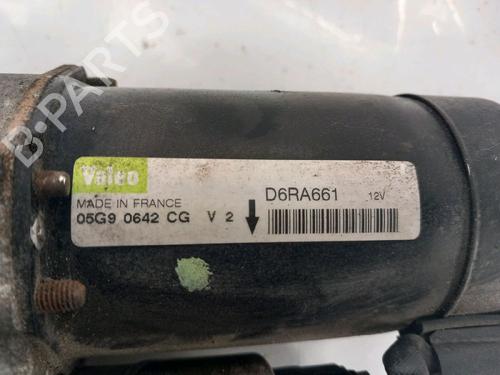 B-PARTS
Valeo
D6RA661 12V
MADE IN FRANCE
05G9 0642 CG V 2